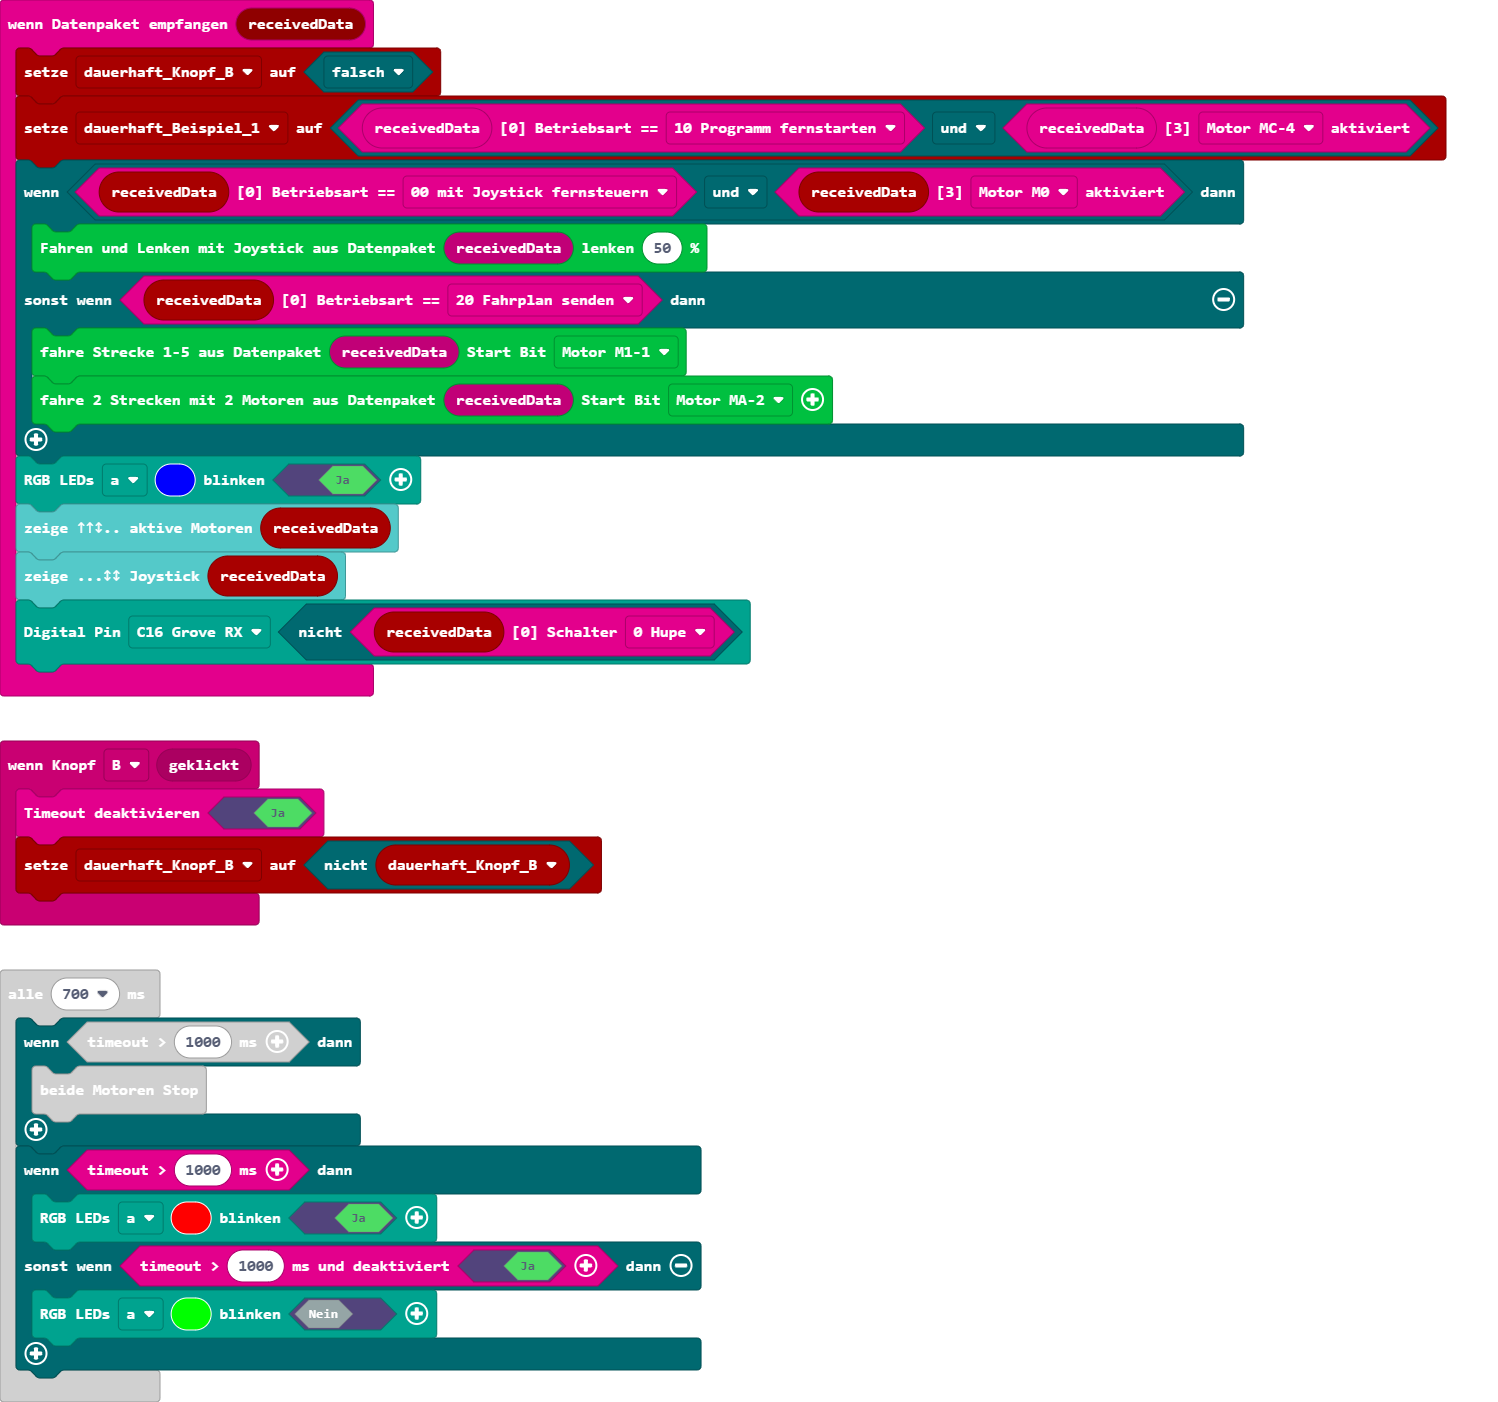 wenn Datenpaket empfangen receivedData
setze dauerhaft_Knopf_B auf falsch
setze dauerhaft_Beispiel_1 auf receivedData [0] Betriebsart == 10 Programm fernstarten und receivedData [3] Motor MC-4 aktiviert
wenn receivedData [0] Betriebsart == 00 mit Joystick fernsteuern und receivedData [3] Motor M0 aktiviert dann
Fahren und Lenken mit Joystick aus Datenpaket receivedData lenken 50 %
sonst wenn receivedData [0] Betriebsart == 20 Fahrplan senden dann
fahre Strecke 1-5 aus Datenpaket receivedData Start Bit Motor M1-1
fahre 2 Strecken mit 2 Motoren aus Datenpaket receivedData Start Bit Motor MA-2
RGB LEDs a blinken Ja
zeige ↑↑↕.. aktive Motoren receivedData
zeige ...↕↕ Joystick receivedData
Digital Pin C16 Grove RX nicht receivedData [0] Schalter 0 Hupe
wenn Knopf B geklickt
Timeout deaktivieren Ja
setze dauerhaft_Knopf_B auf nicht dauerhaft_Knopf_B
alle 700 ms
wenn timeout > 1000 ms dann
beide Motoren Stop
wenn timeout > 1000 ms dann
RGB LEDs a blinken Ja
sonst wenn timeout > 1000 ms und deaktiviert Ja dann
RGB LEDs a blinken Nein